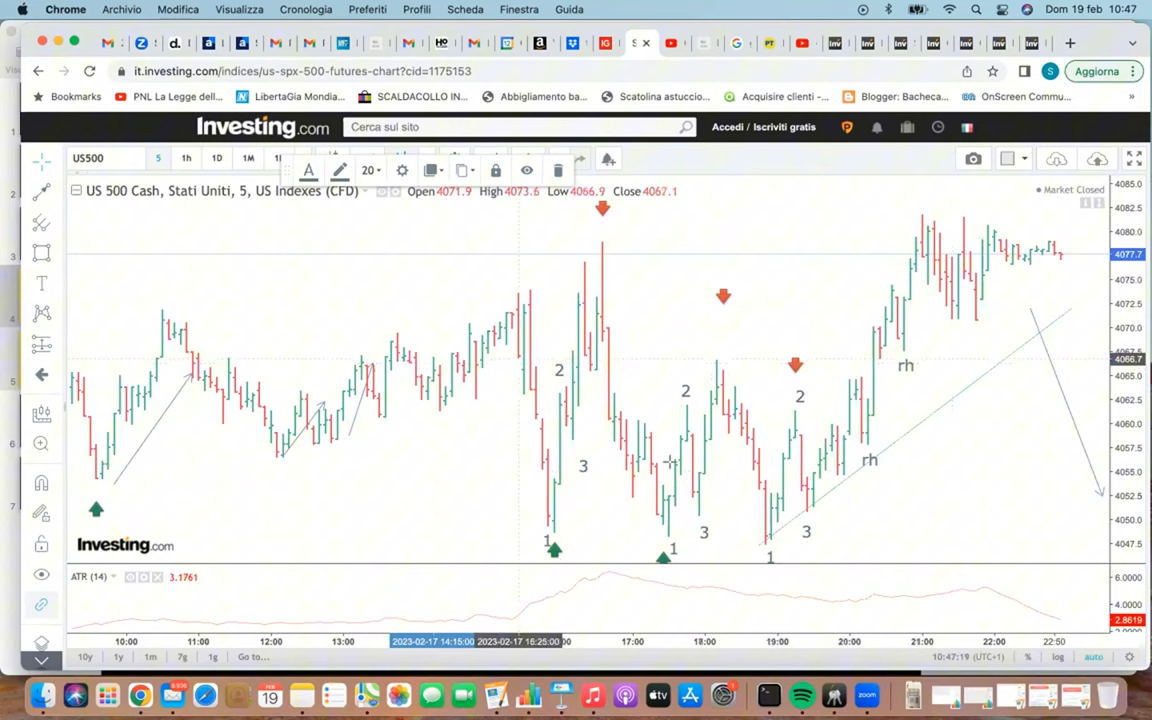 Chrome Archivio Modifica Visualizza Cronologia Preferiti Profili Scheda Finestra Guida Dom 19 feb 10:47
it.investing.com/indices/us-spx-500-futures-chart?cid=1175153 S Aggiorna
Bookmarks PNL La Legge dell... LibertaGia Mondia... SCALDACOLLO IN... Abbigliamento ba... Scatolina astuccio... Acquisire clienti -... Blogger: Bacheca... OnScreen Commu... »
Investing.com Cerca sul sito Accedi / Iscriviti gratis
US500 5 1h 1D 1M A 20
US 500 Cash, Stati Uniti, 5, US Indexes (CFD) Open 4071.9 High 4073.6 Low 4066.9 Close 4067.1
Market Closed
4085.0
4082.5
4080.0
4077.7
4075.0
4072.5
4070.0
4066.7
4065.0
4062.5
4060.0
4057.5
4055.0
4052.5
4050.0
4047.5
2
3
1
2
1
3
2
3
1
rh
rh
Investing.com
ATR (14) 3.1761
6.0000
4.0000
2.8619
10:00 11:00 12:00 13:00 2023-02-17 14:15:00 2023-02-17 16:25:00 17:00 18:00 19:00 20:00 21:00 22:00 22:50
10y 1y 1m 7g 1g Go to... 10:47:19 (UTC+1) % log auto